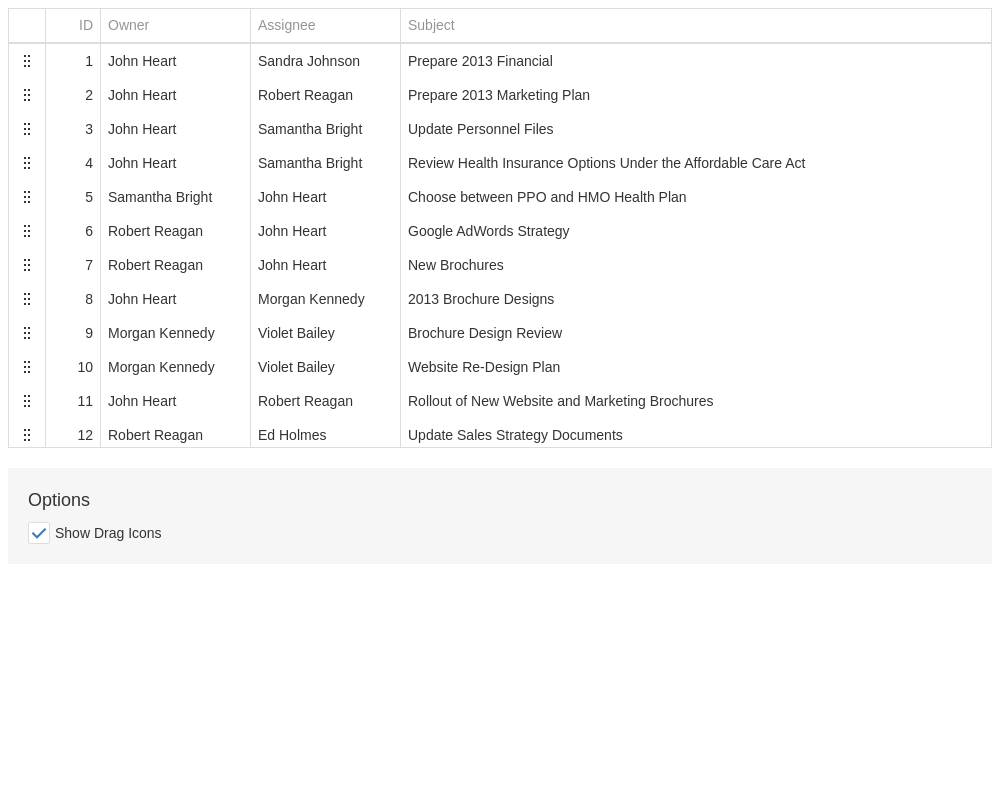 ID Owner Assignee Subject
1 John Heart Sandra Johnson Prepare 2013 Financial
2 John Heart Robert Reagan Prepare 2013 Marketing Plan
3 John Heart Samantha Bright Update Personnel Files
4 John Heart Samantha Bright Review Health Insurance Options Under the Affordable Care Act
5 Samantha Bright John Heart Choose between PPO and HMO Health Plan
6 Robert Reagan John Heart Google AdWords Strategy
7 Robert Reagan John Heart New Brochures
8 John Heart Morgan Kennedy 2013 Brochure Designs
9 Morgan Kennedy Violet Bailey Brochure Design Review
10 Morgan Kennedy Violet Bailey Website Re-Design Plan
11 John Heart Robert Reagan Rollout of New Website and Marketing Brochures
12 Robert Reagan Ed Holmes Update Sales Strategy Documents
Options
Show Drag Icons